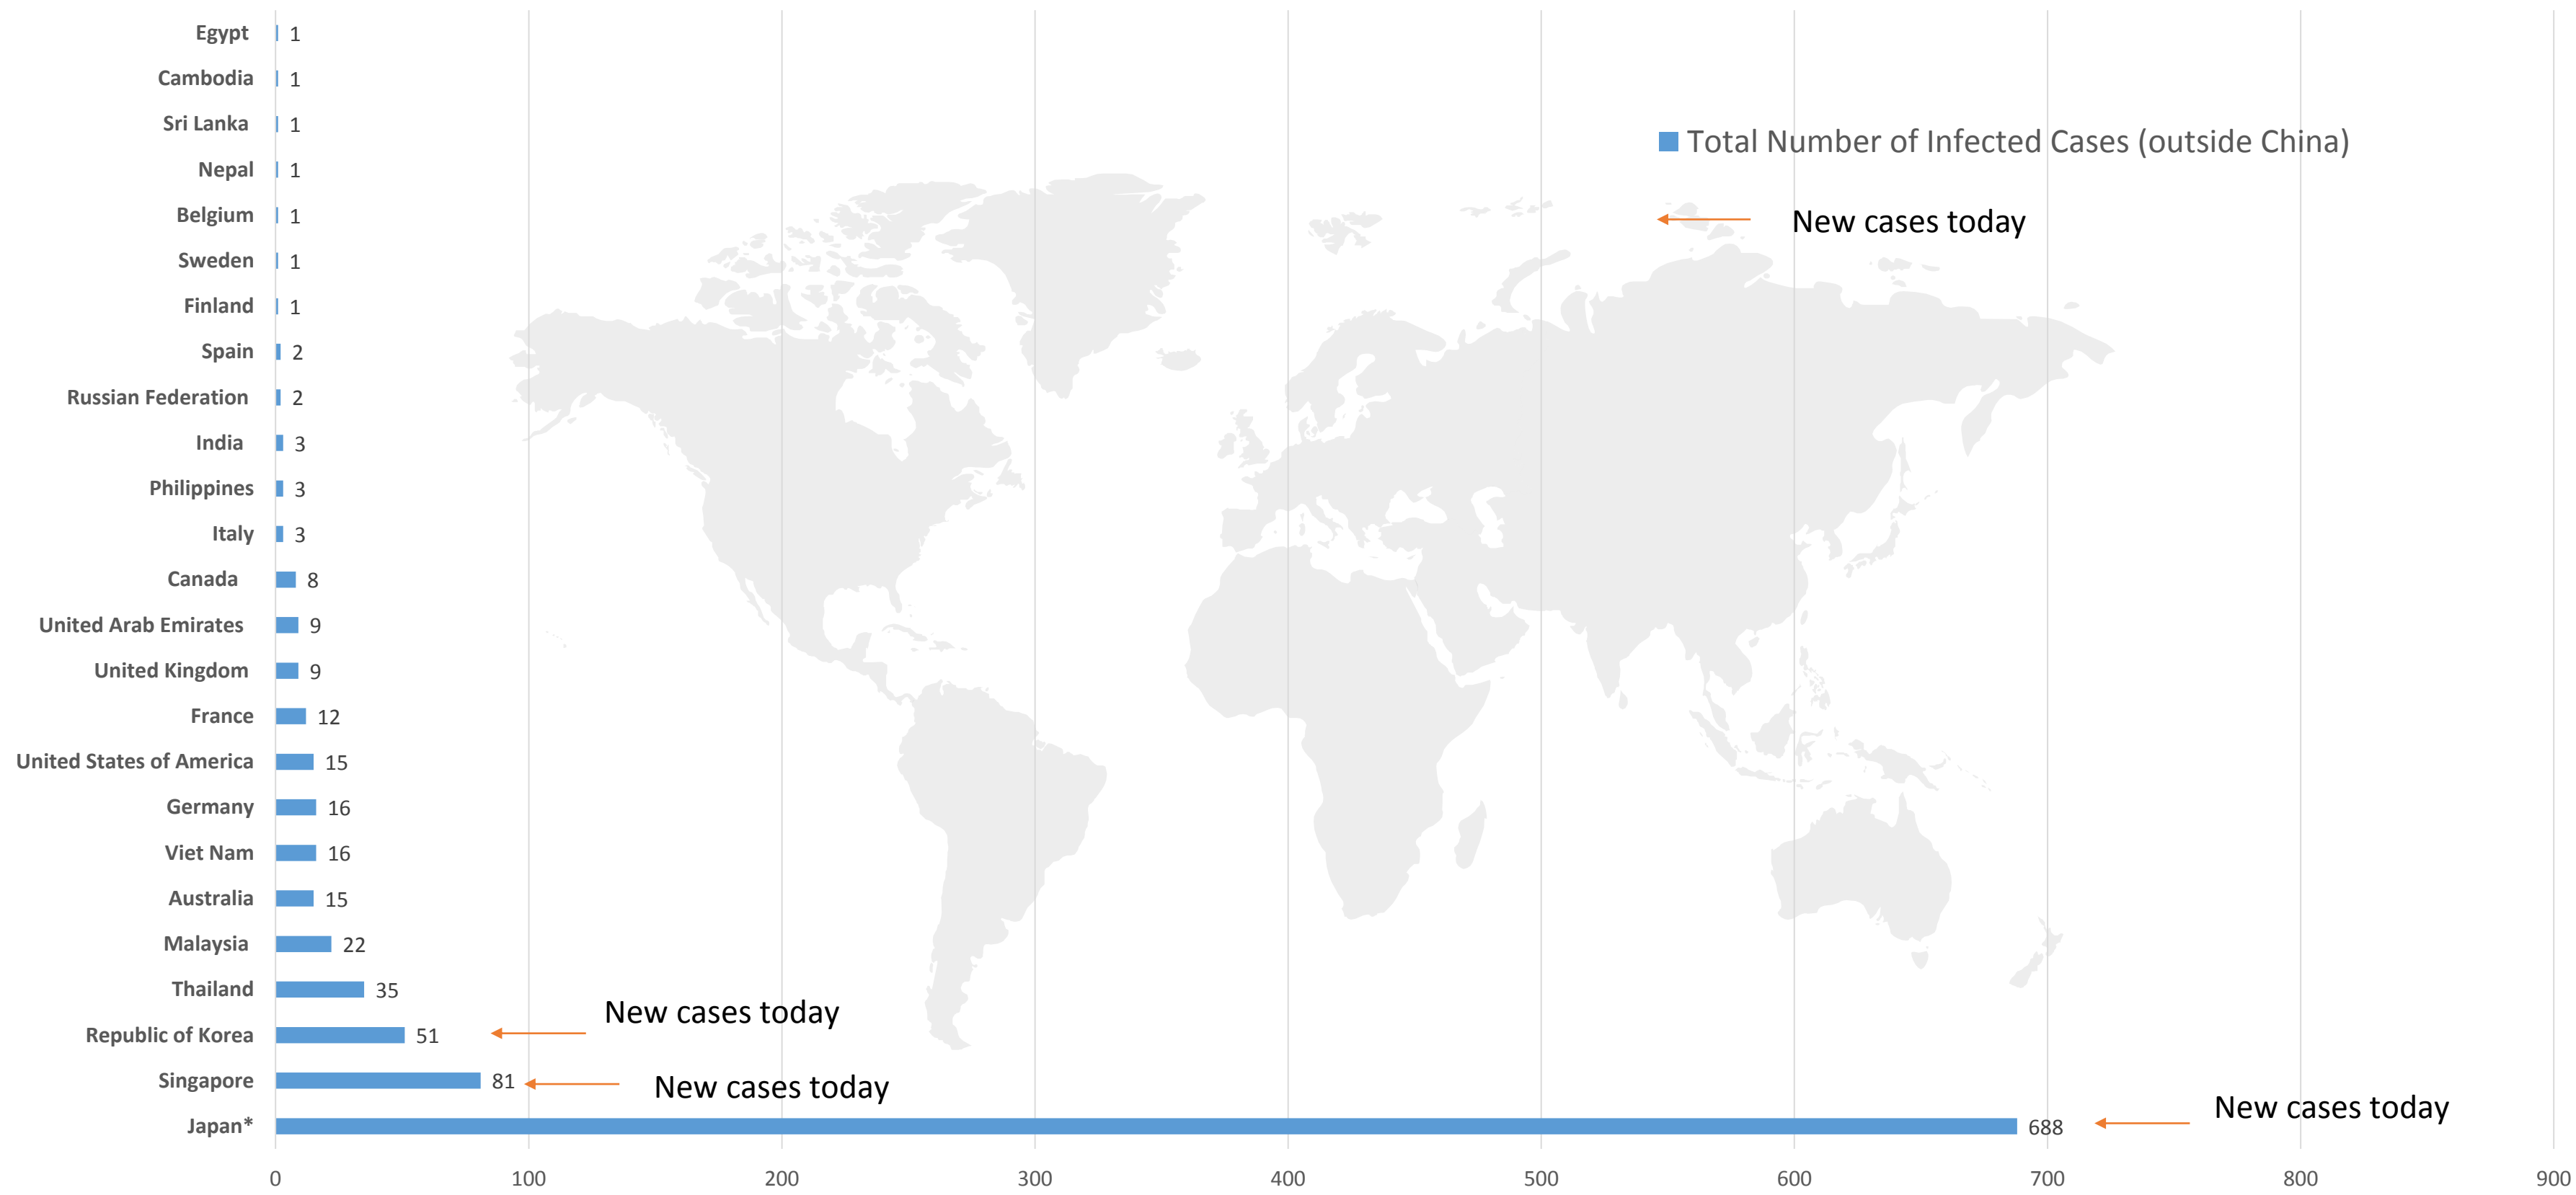 Egypt 1
Cambodia 1
Sri Lanka 1
Total Number of Infected Cases (outside China)
Nepal 1
Belgium 1
New cases today
Sweden 1
Finland 1
Spain 2
Russian Federation 2
India 3
Philippines 3
Italy 3
Canada 8
United Arab Emirates 9
United Kingdom 9
France 12
United States of America 15
Germany 16
Viet Nam 16
Australia 15
Malaysia 22
Thailand 35
New cases today
Republic of Korea 51
Singapore 81 New cases today
New cases today
Japan* 688
0 100 200 300 400 500 600 700 800 900